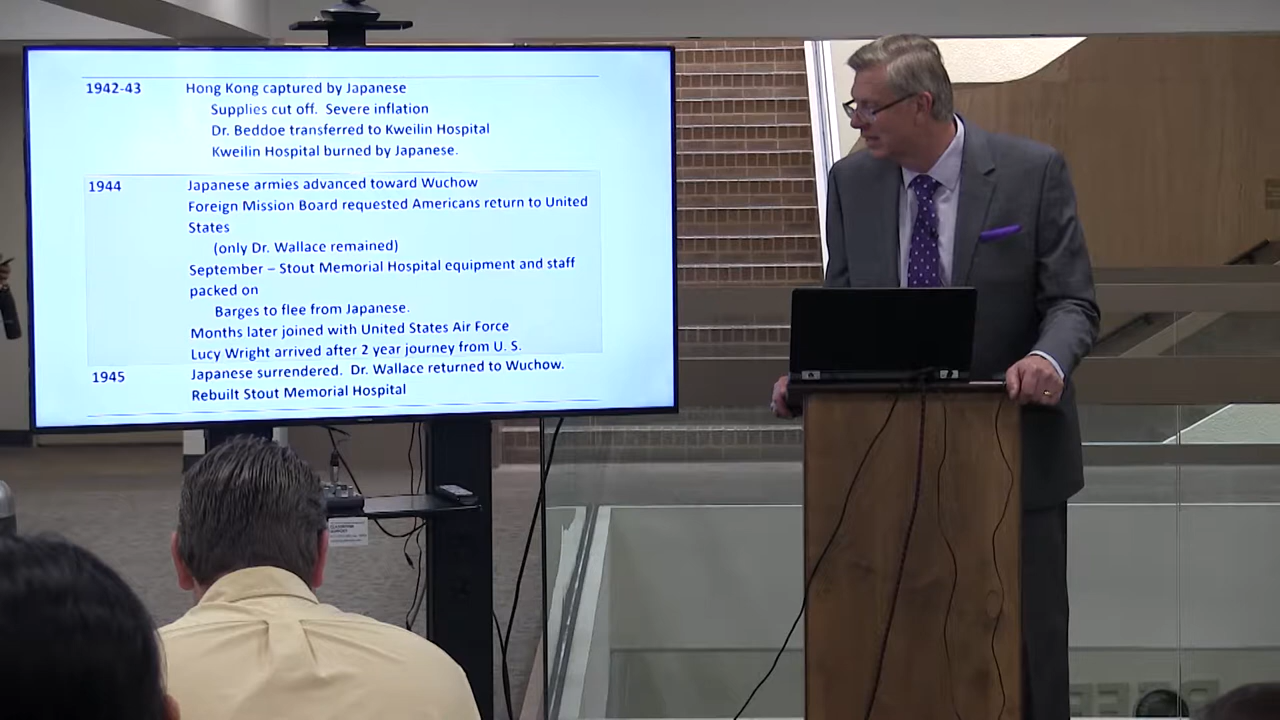 1942-43 Hong Kong captured by Japanese
Supplies cut off. Severe inflation
Dr. Beddoe transferred to Kweilin Hospital
Kweilin Hospital burned by Japanese.
1944 Japanese armies advanced toward Wuchow
Foreign Mission Board requested Americans return to United
States
(only Dr. Wallace remained)
September – Stout Memorial Hospital equipment and staff
packed on
Barges to flee from Japanese.
Months later joined with United States Air Force
Lucy Wright arrived after 2 year journey from U. S.
1945 Japanese surrendered. Dr. Wallace returned to Wuchow.
Rebuilt Stout Memorial Hospital